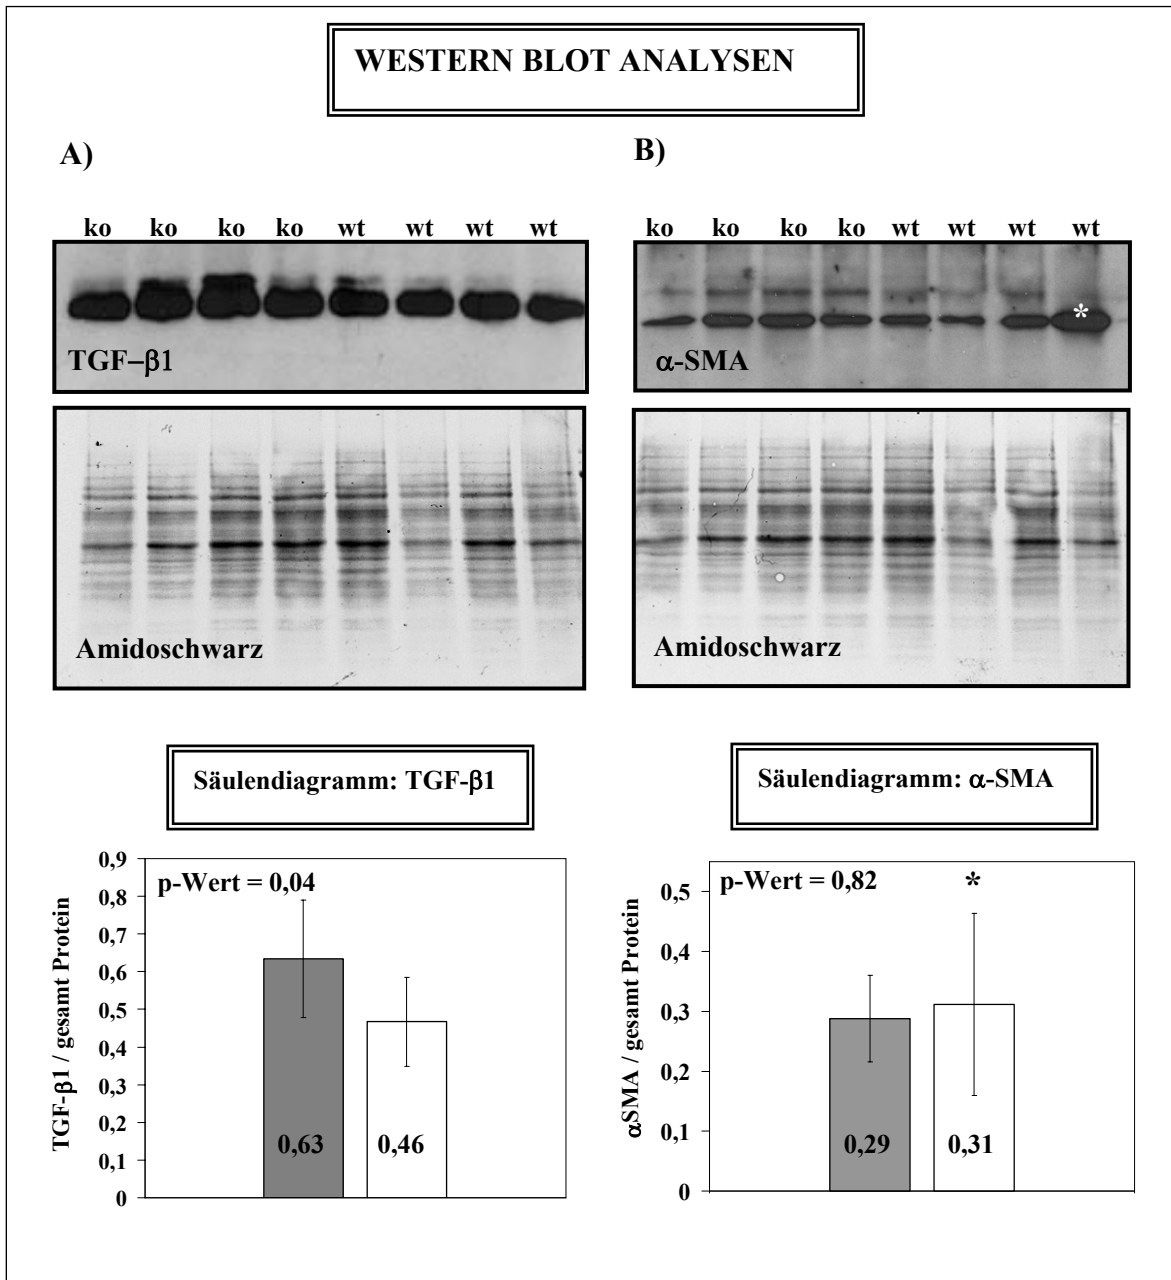 WESTERN BLOT ANALYSEN
A)
ko ko ko ko wt wt wt wt
TGF–β1
Amidoschwarz
B)
ko ko ko ko wt wt wt wt
*
α-SMA
Amidoschwarz
Säulendiagramm: TGF-β1
TGF-β1 / gesamt Protein
0,9
0,8
0,7
0,6
0,5
0,4
0,3
0,2
0,1
0
p-Wert = 0,04
0,63 0,46
Säulendiagramm: α-SMA
αSMA / gesamt Protein
0,5
0,4
0,3
0,2
0,1
0
p-Wert = 0,82 *
0,29 0,31